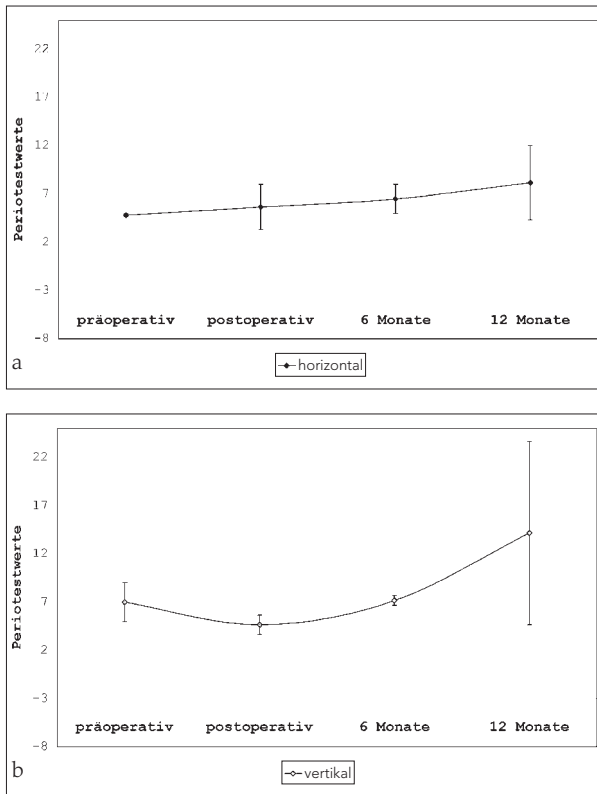 22
17
12
7
2
-3
-8
Periotestwerte
präoperativ postoperativ 6 Monate 12 Monate
a
horizontal
22
17
12
7
2
-3
-8
Periotestwerte
präoperativ postoperativ 6 Monate 12 Monate
b
vertikal